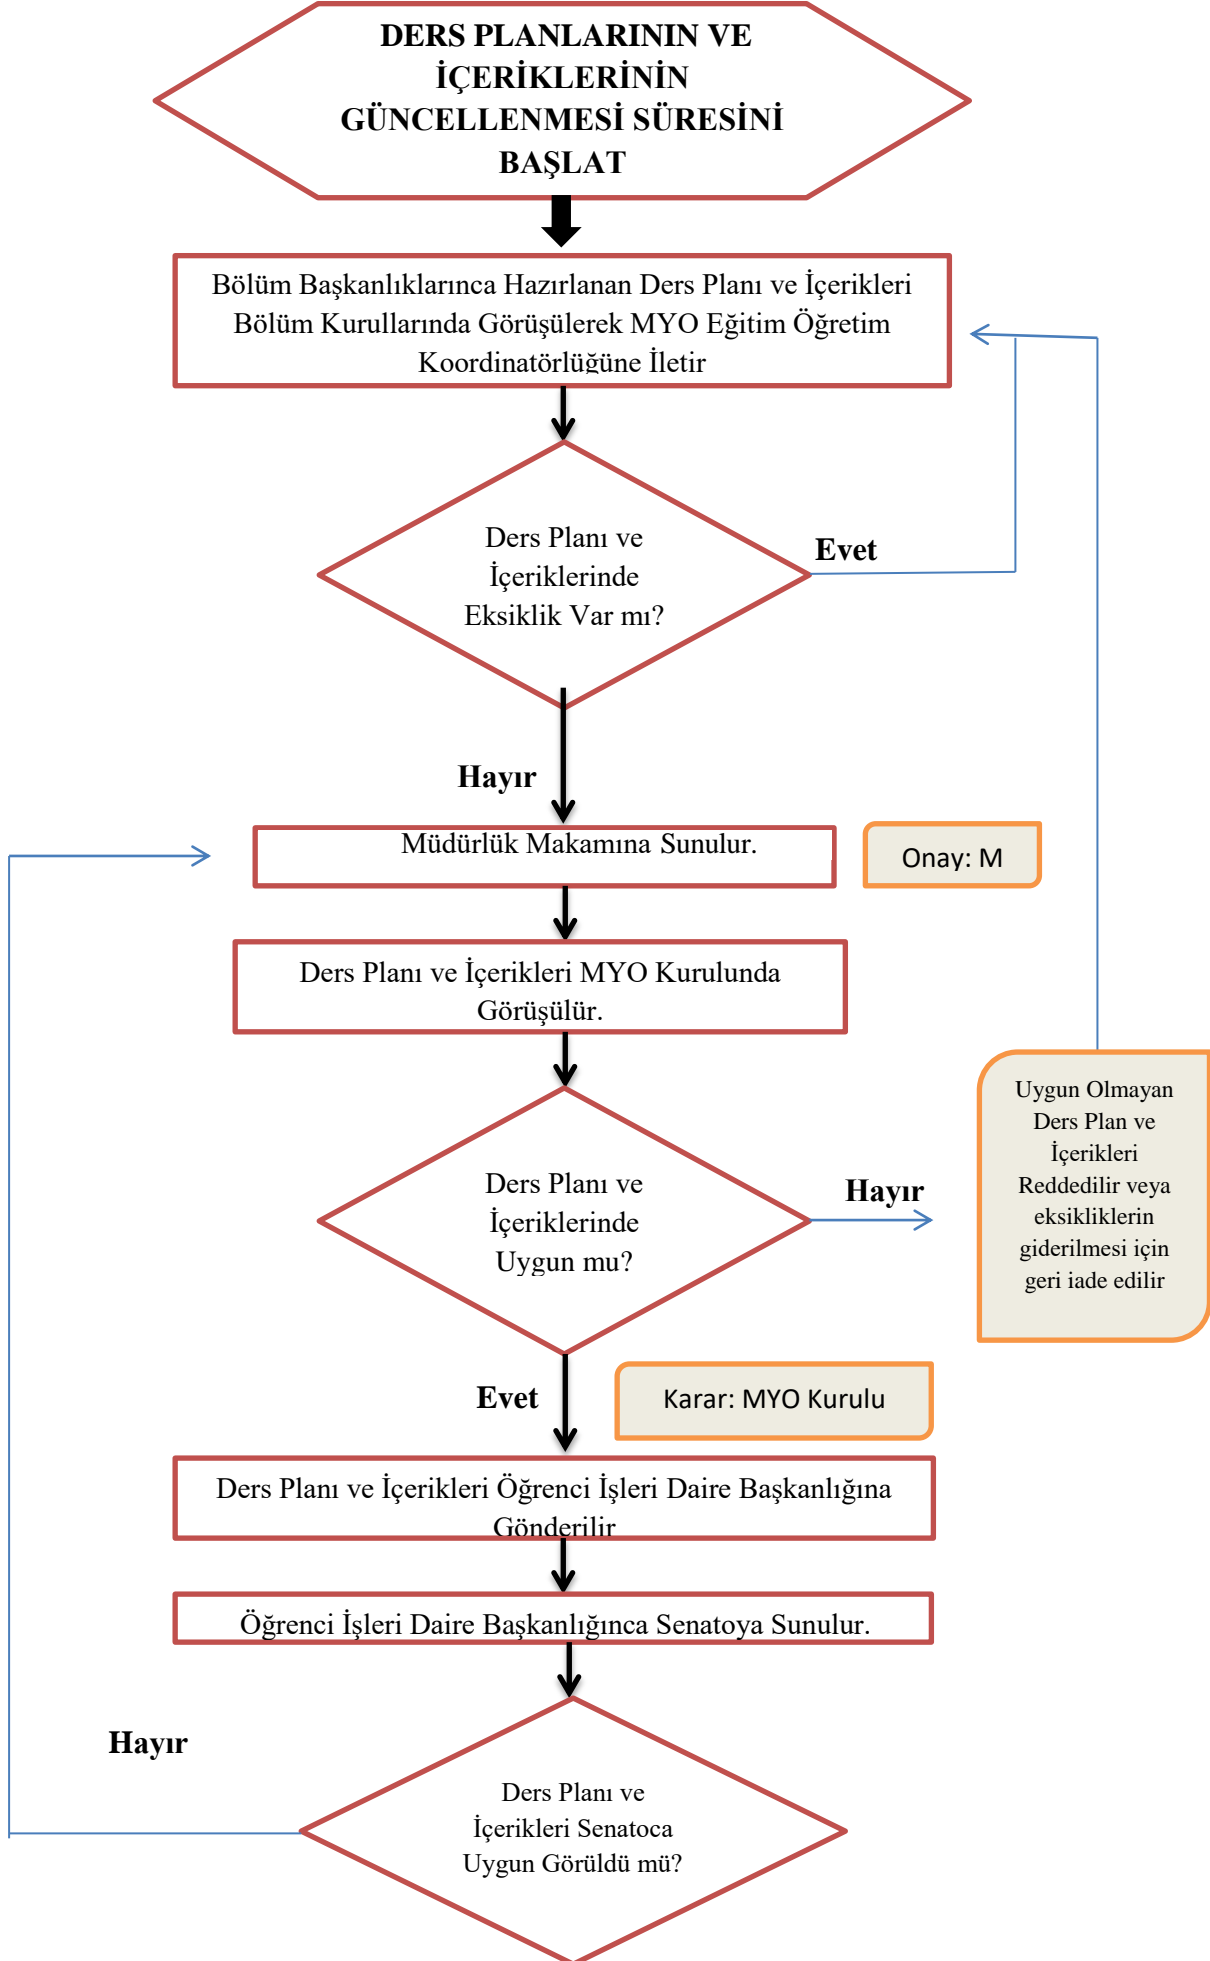 DERS PLANLARININ VE
İÇERİKLERİNİN
GÜNCELLENMESİ SÜRESİNİ
BAŞLAT
Bölüm Başkanlıklarınca Hazırlanan Ders Planı ve İçerikleri
Bölüm Kurullarında Görüşülerek MYO Eğitim Öğretim
Koordinatörlüğüne İletir
Ders Planı ve
İçeriklerinde
Eksiklik Var mı?
Evet
Hayır
Müdürlük Makamına Sunulur.
Onay: M
Ders Planı ve İçerikleri MYO Kurulunda
Görüşülür.
Ders Planı ve
İçeriklerinde
Uygun mu?
Hayır
Uygun Olmayan
Ders Plan ve
İçerikleri
Reddedilir veya
eksikliklerin
giderilmesi için
geri iade edilir
Evet
Karar: MYO Kurulu
Ders Planı ve İçerikleri Öğrenci İşleri Daire Başkanlığına
Gönderilir
Öğrenci İşleri Daire Başkanlığınca Senatoya Sunulur.
Hayır
Ders Planı ve
İçerikleri Senatoca
Uygun Görüldü mü?